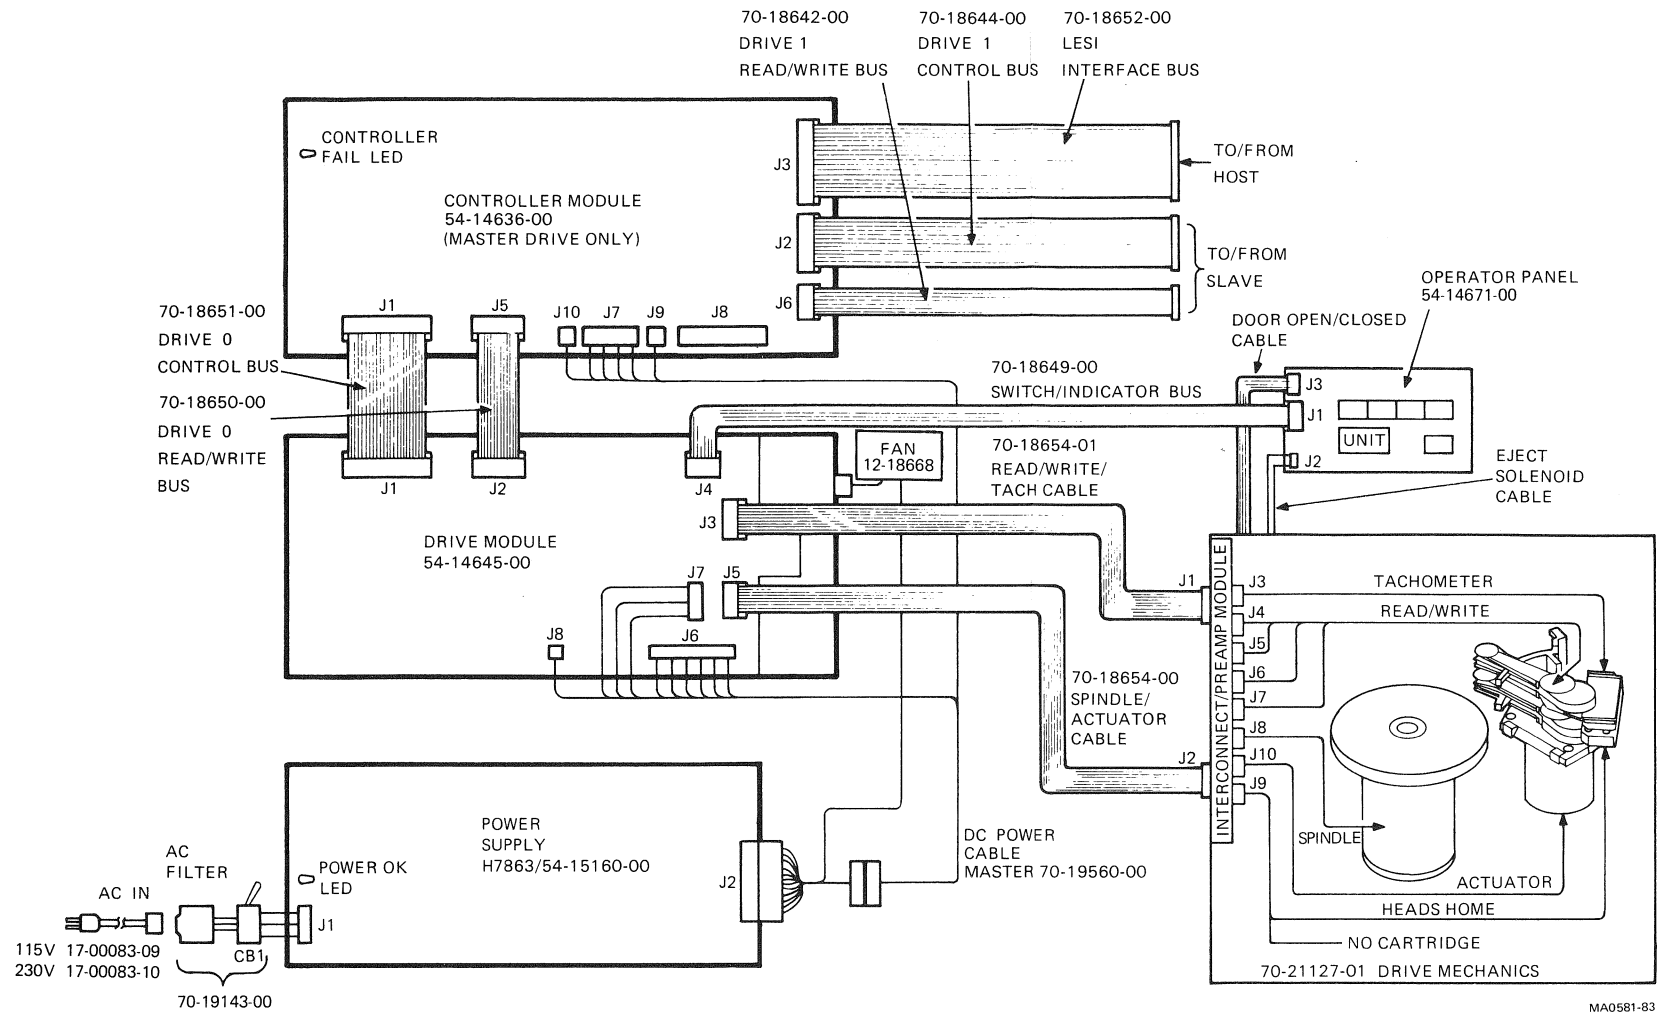 70-18642-00
DRIVE 1
READ/WRITE BUS
70-18644-00
DRIVE 1
CONTROL BUS
70-18652-00
LESI
INTERFACE BUS
CONTROLLER
FAIL LED
J3
TO/FROM
HOST
CONTROLLER MODULE
54-14636-00
(MASTER DRIVE ONLY)
J2
TO/FROM
SLAVE
J6
OPERATOR PANEL
54-14671-00
70-18651-00
DRIVE 0
CONTROL BUS
J1
J5
J10
J7
J9
J8
DOOR OPEN/CLOSED
CABLE
70-18649-00
SWITCH/INDICATOR BUS
J3
J1
UNIT
J2
70-18650-00
DRIVE 0
READ/WRITE
BUS
J1
J2
J4
FAN
12-18668
70-18654-01
READ/WRITE/
TACH CABLE
EJECT
SOLENOID
CABLE
J3
DRIVE MODULE
54-14645-00
J7
J5
J8
J6
J1
INTERCONNECT/PREAMP MODULE
J3
TACHOMETER
J4
READ/WRITE
J5
J6
J7
J8
J10
J9
70-18654-00
SPINDLE/
ACTUATOR
CABLE
J2
SPINDLE
ACTUATOR
HEADS HOME
NO CARTRIDGE
70-21127-01 DRIVE MECHANICS
POWER
SUPPLY
H7863/54-15160-00
POWER OK
LED
J2
DC POWER
CABLE
MASTER 70-19560-00
AC
FILTER
AC IN
J1
CB1
115V 17-00083-09
230V 17-00083-10
70-19143-00
MA0581-83